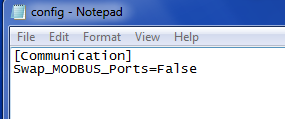 config - Notepad
File Edit Format View Help
[Communication]
Swap_MODBUS_Ports=False